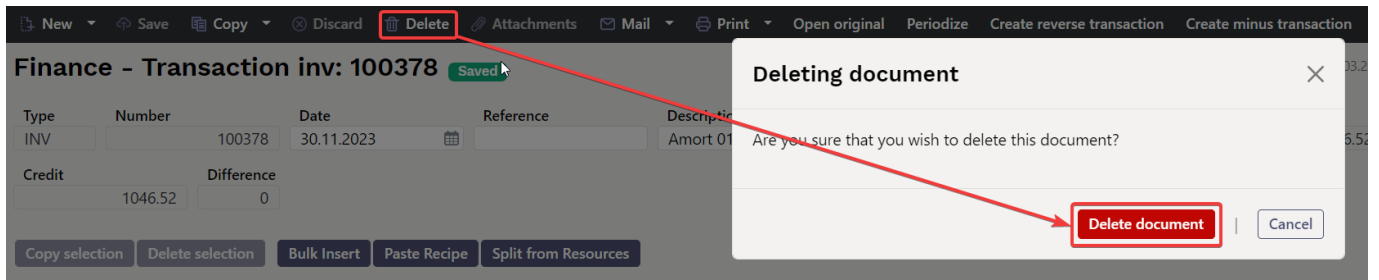 New Save Copy Discard Delete Attachments Mail Print Open original Periodize Create reverse transaction Create minus transaction
Finance - Transaction inv: 100378 Saved
Deleting document
Type Number Date Reference
INV 100378 30.11.2023 Amort 01
Are you sure that you wish to delete this document?
Credit Difference
1046.52 0
Delete document | Cancel
Copy selection Delete selection Bulk Insert Paste Recipe Split from Resources